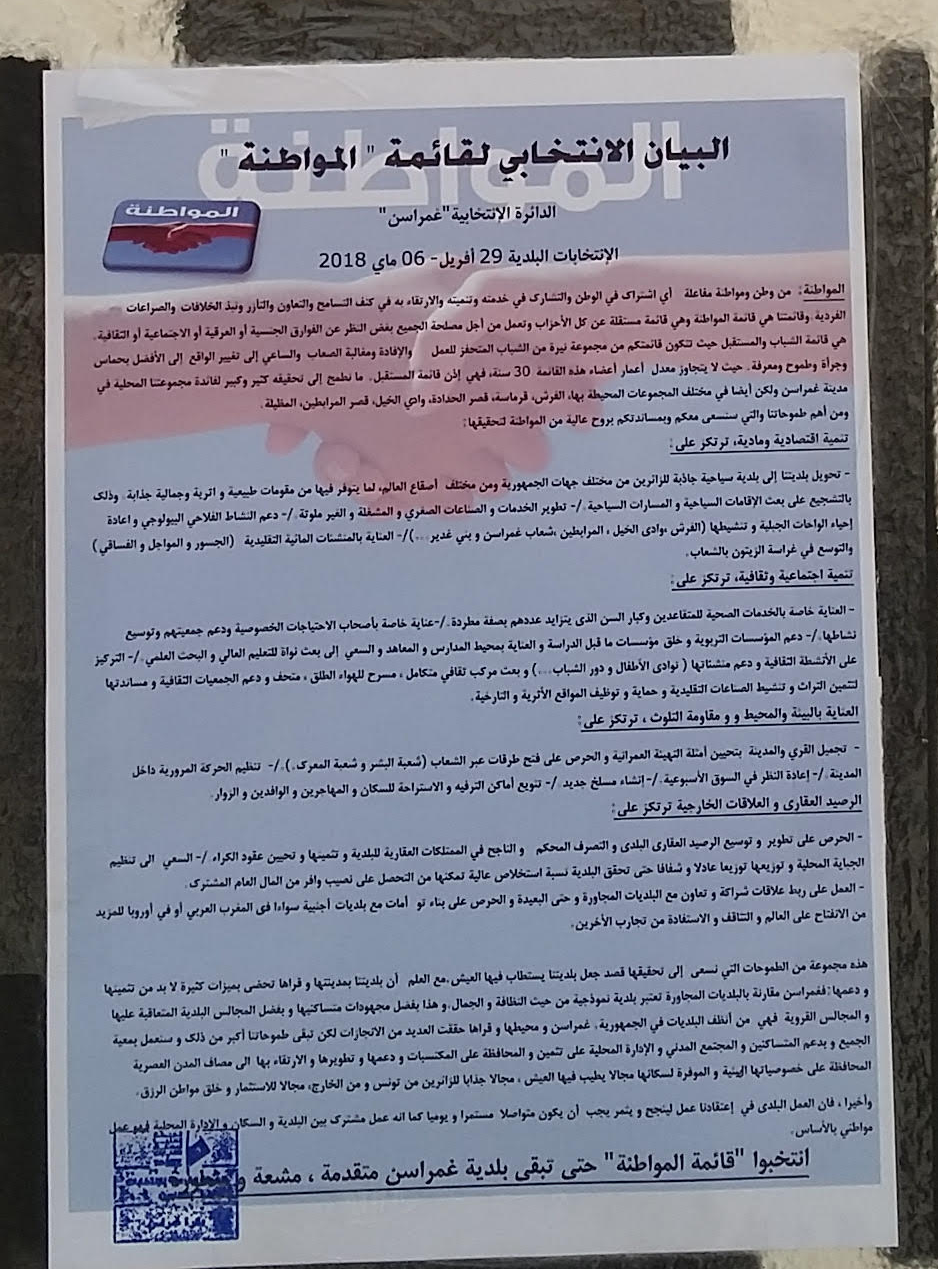 المواطنة
البيان الانتخابي لقائمة " المواطنة "
المواطنة
الدائرة الإنتخابية"غمراسن"
الإنتخابات البلدية 29 أفريل- 06 ماي 2018
المواطنة: من وطن ومواطنة مفاعلة أي اشتراك في الوطن والتشارك في خدمته وتنميته والارتقاء به في كنف التسامح والتعاون والتأزر ونبذ الخلافات والصراعات
الفردية. وقائمتنا هي قائمة المواطنة وهي قائمة مستقلة عن كل الأحزاب وتعمل من أجل مصلحة الجميع بغض النظر عن الفوارق الجنسية أو العرقية أو الاجتماعية أو الثقافية.
هي قائمة الشباب والمستقبل حيث تتكون قائمتكم من مجموعة نيرة من الشباب المتحفز للعمل والإفادة ومغالبة الصعاب والساعي إلى تغيير الواقع إلى الأفضل بحماس
وجرأة وطموح ومعرفة. حيث لا يتجاوز معدل أعمار أعضاء هذه القائمة 30 سنة، فهي إذن قائمة المستقبل. ما نطمح إلى تحقيقه كثير وكبير لفائدة مجموعتنا المحلية في
مدينة غمراسن ولكن أيضا في مختلف المجموعات المحيطة بها، الفرش، قرماسة، قصر الحدادة، وادي الخيل، قصر المرابطين، المظيلة.
ومن أهم طموحاتنا والتي سنسعى معكم وبمساندتكم بروح عالية من المواطنة لتحقيقها:
تنمية اقتصادية ومادية، ترتكز على:
- تحويل بلديتنا إلى بلدية سياحية جاذبة للزائرين من مختلف جهات الجمهورية ومن مختلف أصقاع العالم، لما يتوفر فيها من مقومات طبيعية و اثرية وجمالية جذابة. وذلك
بالتشجيع على بعث الإقامات السياحية و المسارات السياحية /- تطوير الخدمات و الصناعات الصغري و المشغلة و الغير ملوثة /- دعم النشاط الفلاحي البيولوجي و اعادة
إحياء الواحات الجبلية و تنشيطها (الفرش ،وادى الخيل ، المرابطين ،شعاب غمراسن و بني غدير...)/- العناية بالمنشئات المائية التقليدية (الجسور و المواجل و الفساقي)
والتوسع في غراسة الزيتون بالشعاب.
تنمية اجتماعية وثقافية، ترتكز على:
- العناية خاصة بالخدمات الصحية للمتقاعدين وكبار السن الذى يتزايد عددهم بصفة مطردة./-عناية خاصة بأصحاب الاحتياجات الخصوصية ودعم جمعيتهم وتوسيع
نشاطها./- دعم المؤسسات التربوية و خلق مؤسسات ما قبل الدراسة و العناية بمحيط المدارس و المعاهد و السعي إلى بعث نواة للتعليم العالي و البحث العلمي./- التركيز
على الأنشطة الثقافية و دعم منشئاتها ( نوادى الأطفال و دور الشباب...) و بعث مركب ثقافي متكامل ، مسرح للهواء الطلق ، متحف و دعم الجمعيات الثقافية و مساندتها
لتثمين التراث و تنشيط الصناعات التقليدية و حماية و توظيف المواقع الأثرية و التارخية.
العناية بالبيئة والمحيط و و مقاومة التلوث ، ترتكز على:
- تجميل القري والمدينة بتحيين أمثلة التهيئة العمرانية و الحرص على فتح طرقات عبر الشعاب (شعبة البشر و شعبة المعرك.)./- تنظيم الحركة المرورية داخل
المدينة./- إعادة النظر في السوق الأسبوعية./-إنشاء مسلخ جديد./- تنويع أماكن الترفيه و الاستراحة للسكان و المهاجرين و الوافدين و الزوار.
الرصيد العقارى و العلاقات الخارجية ترتكز على:
- الحرص على تطوير و توسيع الرصيد العقارى البلدى و التصرف المحكم و الناجح في الممتلكات العقارية للبلدية و تثمينها و تحيين عقود الكراء /- السعي الى تنظيم
الجباية المحلية و توزيعها توزيعا عادلا و شفافا حتى تحقق البلدية نسبة استخلاص عالية تمكنها من التحصل على نصيب وافر من المال العام المشترك.
- العمل على ربط علاقات شراكة و تعاون مع البلديات المجاورة و حتى البعيدة و الحرص على بناء تو أمات مع بلديات أجنبية سواءا فى المغرب العربي أو في أوروبا للمزيد
من الانفتاح على العالم و التثاقف و الاستفادة من تجارب الأخرين.
هذه مجموعة من الطموحات التي نسعى إلى تحقيقها قصد جعل بلديتنا يستطاب فيها العيش.مع العلم أن بلديتنا بمدينتها و قراها تحضى بميزات كثيرة لا بد من تثمينها
و دعمها:فغمراسن مقارنة بالبلديات المجاورة تعتبر بلدية نموذجية من حيث النظافة و الجمال.و هذا بفضل مجهودات متساكنيها و بفضل المجالس البلدية المتعاقبة عليها
و المجالس القروية فهي من أنظف البلديات في الجمهورية. غمراسن و محيطها و قراها حققت العديد من الانجازات لكن تبقى طموحاتنا أكبر من ذلك و سنعمل بمعية
الجميع و بدعم المتساكنين و المجتمع المدني و الإدارة المحلية على تثمين و المحافظة على المكتسبات و دعمها و تطويرها و الارتقاء بها الى مصاف المدن العصرية
المحافظة على خصوصياتها البيئية و الموفرة لسكانها مجالا يطيب فيها العيش ، مجالا جذابا للزائرين من تونس و من الخارج، مجالا للاستثمار و خلق مواطن الرزق.
وأخيرا ، فان العمل البلدى في إعتقادنا عمل لينجح و يثمر يجب أن يكون متواصلا مستمرا و يوميا كما انه عمل مشترك بين البلدية و السكان و الإدارة المحلية فهو عمل
مواطني بالأساس.
انتخبوا "قائمة المواطنة" حتى تبقى بلدية غمراسن متقدمة ، مشعة و